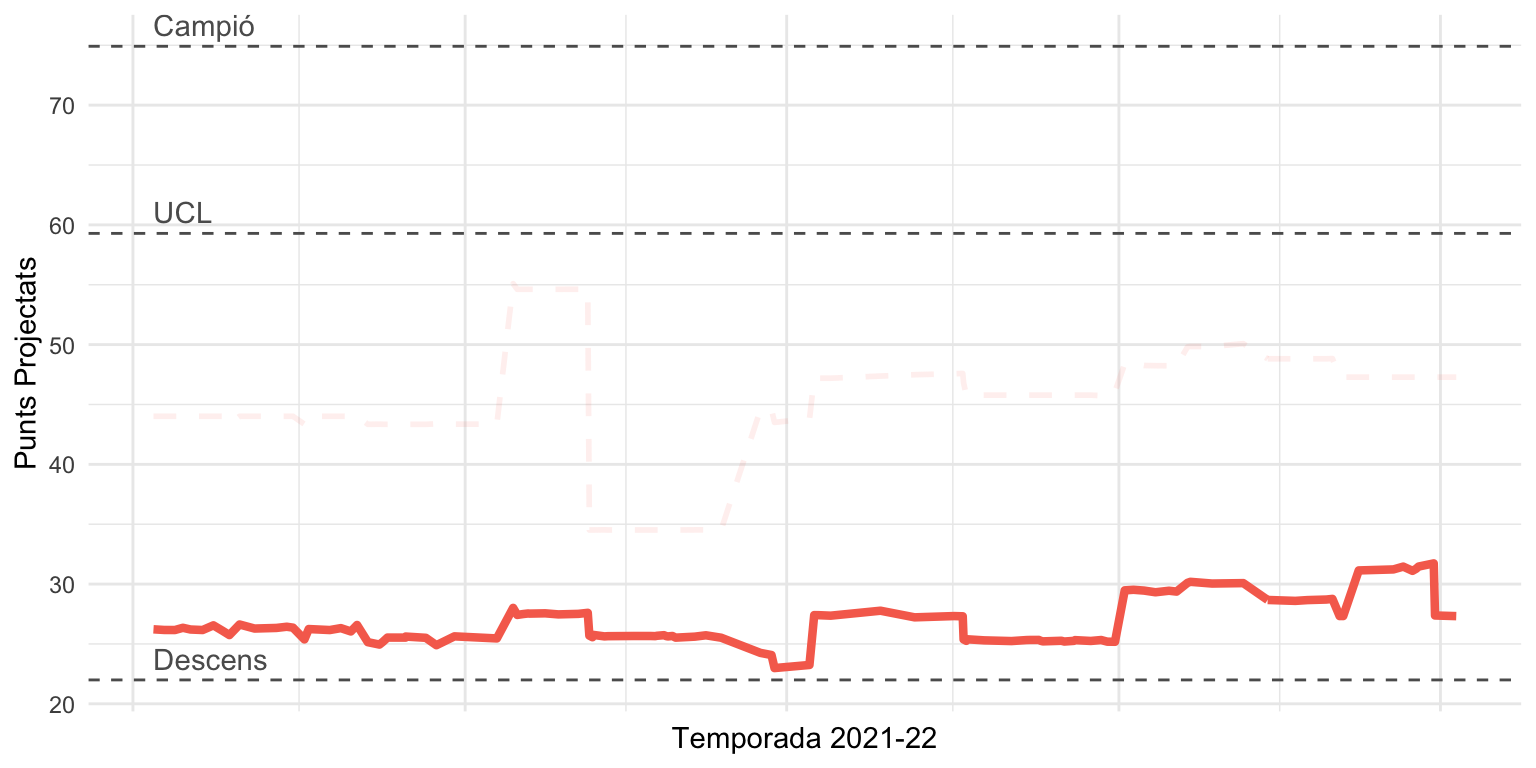 Campió
70
UCL
60
50
40
30
Descens
20
Punts Projectats
Temporada 2021-22